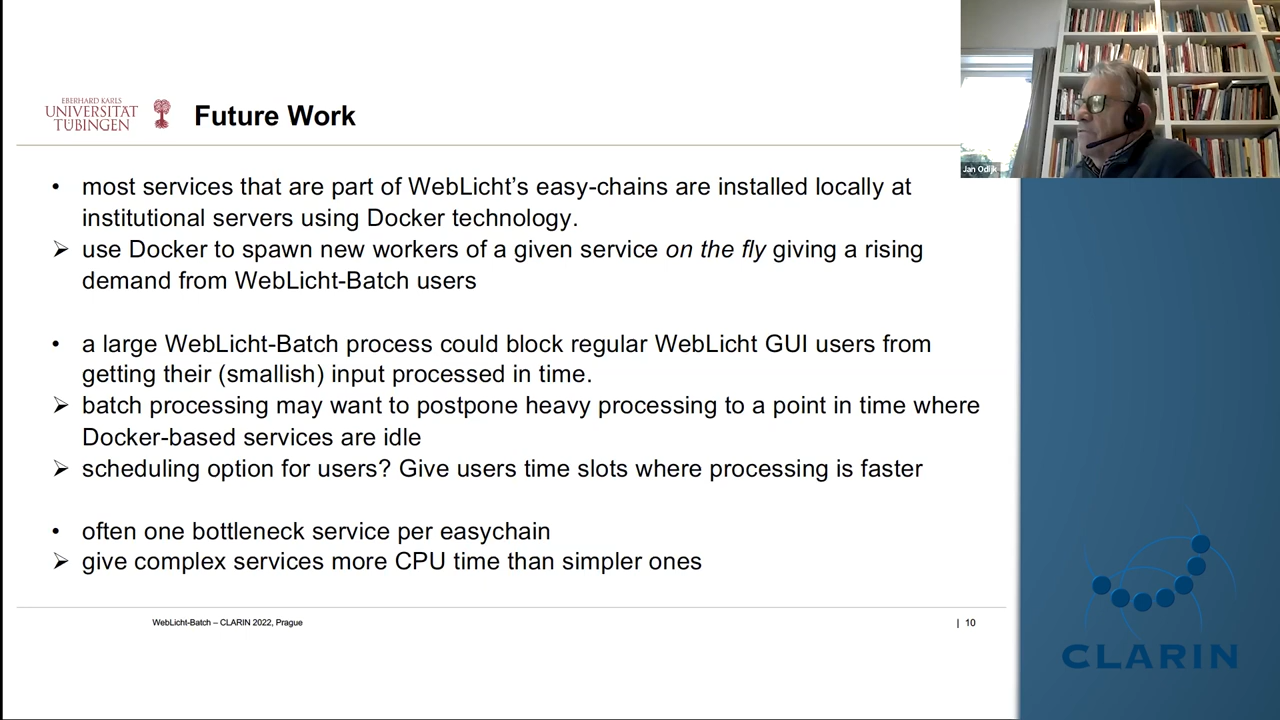 EBERHARD KARLS
UNIVERSITÄT
TÜBINGEN
Future Work
• most services that are part of WebLicht's easy-chains are installed locally at
institutional servers using Docker technology.
➢ use Docker to spawn new workers of a given service on the fly giving a rising
demand from WebLicht-Batch users
• a large WebLicht-Batch process could block regular WebLicht GUI users from
getting their (smallish) input processed in time.
➢ batch processing may want to postpone heavy processing to a point in time where
Docker-based services are idle
➢ scheduling option for users? Give users time slots where processing is faster
• often one bottleneck service per easychain
➢ give complex services more CPU time than simpler ones
WebLicht-Batch – CLARIN 2022, Prague
| 10
Jan Odijk
CLARIN